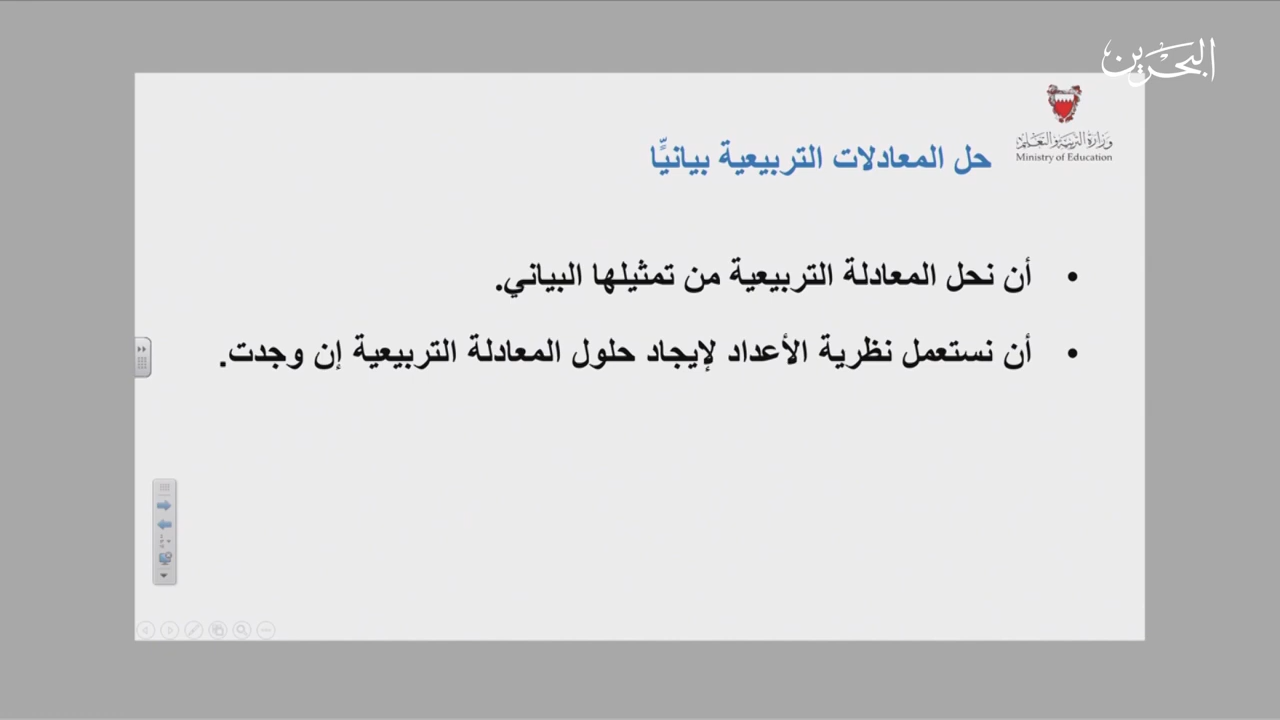 البحرين
وزارة التربية والتعليم
Ministry of Education
حل المعادلات التربيعية بيانيًّا
• أن نحل المعادلة التربيعية من تمثيلها البياني.
• أن نستعمل نظرية الأعداد لإيجاد حلول المعادلة التربيعية إن وجدت.